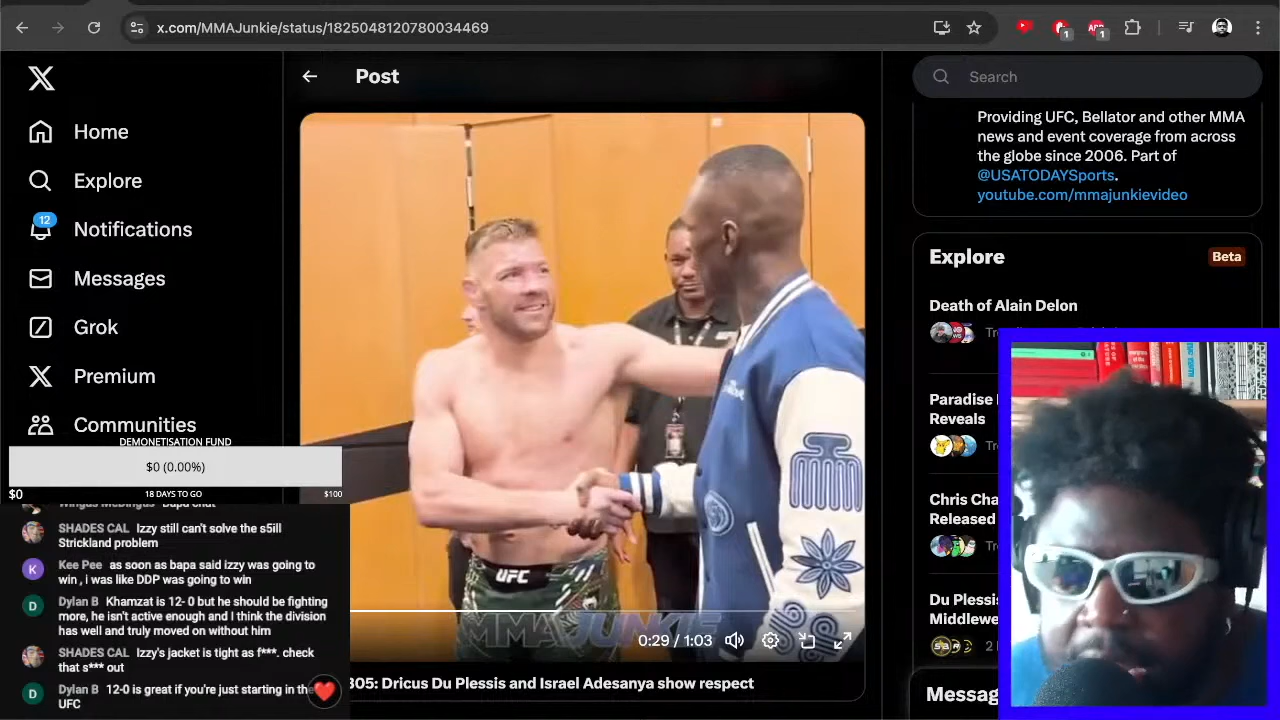 x.com/MMAJunkie/status/1825048120780034469
1
1
Post
Search
Home
Explore
12
Notifications
Messages
Grok
Premium
Communities
Providing UFC, Bellator and other MMA
news and event coverage from across
the globe since 2006. Part of
@USATODAYSports.
youtube.com/mmajunkievideo
Explore
Beta
Death of Alain Delon
Paradise
Reveals
Chris Cha
Released
Du Plessis
Middlewe
Messag
UFC
MMA JUNKIE
0:29 / 1:03
305: Dricus Du Plessis and Israel Adesanya show respect
DEMONETISATION FUND
$0 (0.00%)
$0
18 DAYS TO GO
$100
SHADES CAL Izzy still can't solve the s5ill
Strickland problem
K
Kee Pee as soon as bapa said izzy was going to
win , i was like DDP was going to win
D
Dylan B Khamzat is 12- 0 but he should be fighting
more, he isn't active enough and I think the division
has well and truly moved on without him
SHADES CAL Izzy's jacket is tight as f***. check
that s*** out
D
Dylan B 12-0 is great if you're just starting in the
UFC